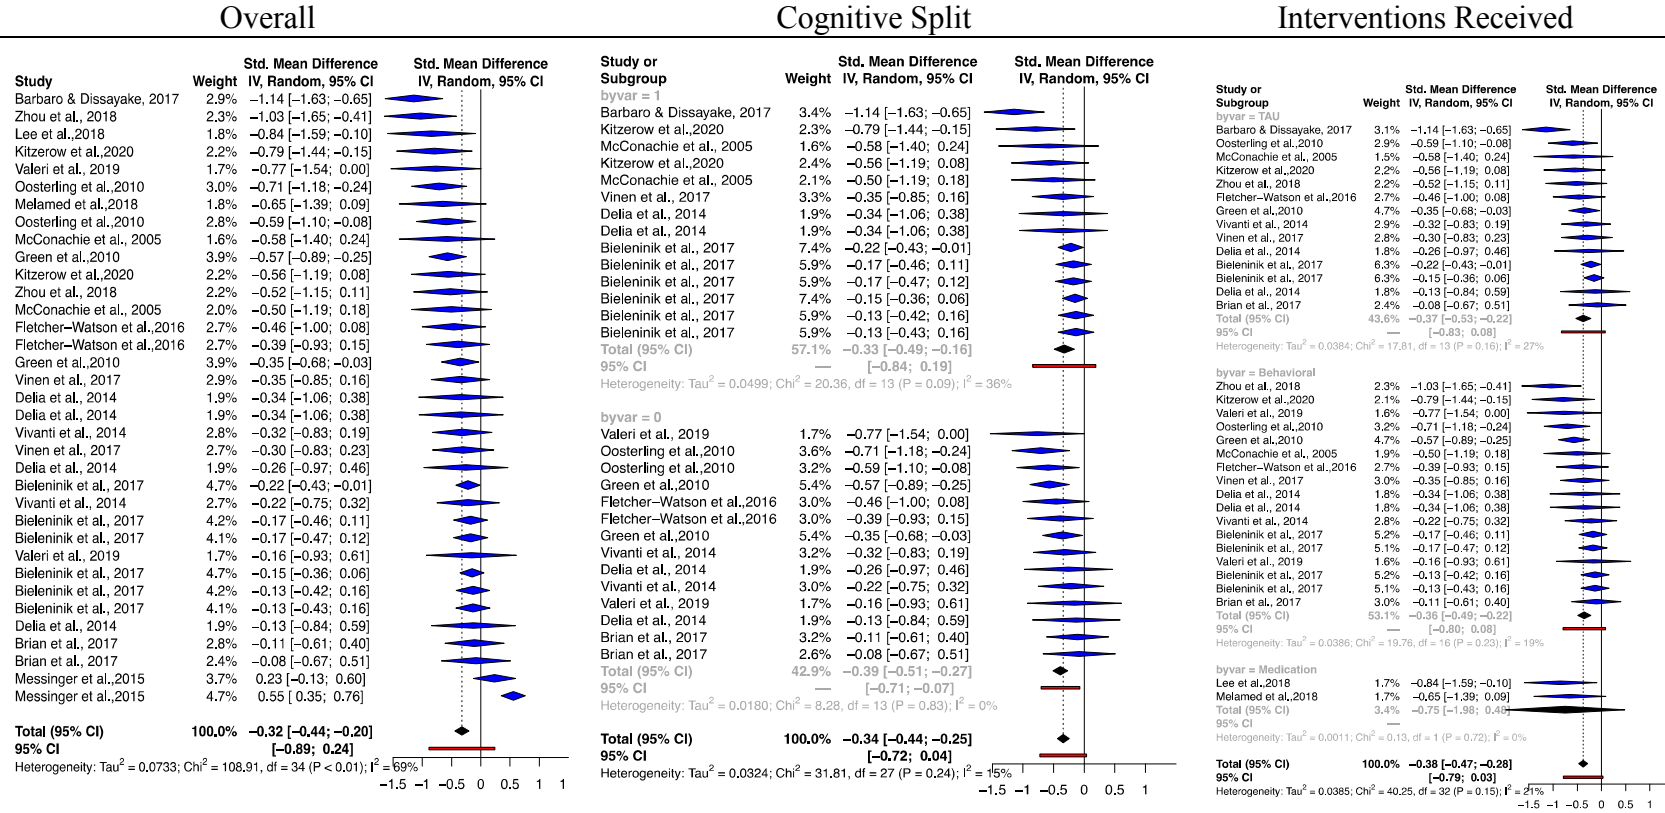 Overall
Cognitive Split
Interventions Received
Std. Mean Difference Std. Mean Difference
Study Weight IV, Random, 95% CI IV, Random, 95% CI
Barbaro & Dissayake, 2017 2.9% −1.14 [−1.63; −0.65]
Zhou et al., 2018 2.3% −1.03 [−1.65; −0.41]
Lee et al.,2018 1.8% −0.84 [−1.59; −0.10]
Kitzerow et al.,2020 2.2% −0.79 [−1.44; −0.15]
Valeri et al., 2019 1.7% −0.77 [−1.54; 0.00]
Oosterling et al.,2010 3.0% −0.71 [−1.18; −0.24]
Melamed et al.,2018 1.8% −0.65 [−1.39; 0.09]
Oosterling et al.,2010 2.8% −0.59 [−1.10; −0.08]
McConachie et al., 2005 1.6% −0.58 [−1.40; 0.24]
Green et al.,2010 3.9% −0.57 [−0.89; −0.25]
Kitzerow et al.,2020 2.2% −0.56 [−1.19; 0.08]
Zhou et al., 2018 2.2% −0.52 [−1.15; 0.11]
McConachie et al., 2005 2.0% −0.50 [−1.19; 0.18]
Fletcher−Watson et al.,2016 2.7% −0.46 [−1.00; 0.08]
Fletcher−Watson et al.,2016 2.7% −0.39 [−0.93; 0.15]
Green et al.,2010 3.9% −0.35 [−0.68; −0.03]
Vinen et al., 2017 2.9% −0.35 [−0.85; 0.16]
Delia et al., 2014 1.9% −0.34 [−1.06; 0.38]
Delia et al., 2014 1.9% −0.34 [−1.06; 0.38]
Vivanti et al., 2014 2.8% −0.32 [−0.83; 0.19]
Vinen et al., 2017 2.7% −0.30 [−0.83; 0.23]
Delia et al., 2014 1.9% −0.26 [−0.97; 0.46]
Bieleninik et al., 2017 4.7% −0.22 [−0.43; −0.01]
Vivanti et al., 2014 2.7% −0.22 [−0.75; 0.32]
Bieleninik et al., 2017 4.2% −0.17 [−0.46; 0.11]
Bieleninik et al., 2017 4.1% −0.17 [−0.47; 0.12]
Valeri et al., 2019 1.7% −0.16 [−0.93; 0.61]
Bieleninik et al., 2017 4.7% −0.15 [−0.36; 0.06]
Bieleninik et al., 2017 4.2% −0.13 [−0.42; 0.16]
Bieleninik et al., 2017 4.1% −0.13 [−0.43; 0.16]
Delia et al., 2014 1.9% −0.13 [−0.84; 0.59]
Brian et al., 2017 2.8% −0.11 [−0.61; 0.40]
Brian et al., 2017 2.4% −0.08 [−0.67; 0.51]
Messinger et al.,2015 3.7% 0.23 [−0.13; 0.60]
Messinger et al.,2015 4.7% 0.55 [ 0.35; 0.76]
Total (95% CI) 100.0% −0.32 [−0.44; −0.20]
95% CI [−0.89; 0.24]
Heterogeneity: Tau² = 0.0733; Chi² = 108.91, df = 34 (P < 0.01); I² = 69%
−1.5 −1 −0.5 0 0.5 1
Study or Std. Mean Difference Std. Mean Difference
Subgroup Weight IV, Random, 95% CI IV, Random, 95% CI
byvar = 1
Barbaro & Dissayake, 2017 3.4% −1.14 [−1.63; −0.65]
Kitzerow et al.,2020 2.3% −0.79 [−1.44; −0.15]
McConachie et al., 2005 1.6% −0.58 [−1.40; 0.24]
Kitzerow et al.,2020 2.4% −0.56 [−1.19; 0.08]
McConachie et al., 2005 2.1% −0.50 [−1.19; 0.18]
Vinen et al., 2017 3.3% −0.35 [−0.85; 0.16]
Delia et al., 2014 1.9% −0.34 [−1.06; 0.38]
Delia et al., 2014 1.9% −0.34 [−1.06; 0.38]
Bieleninik et al., 2017 7.4% −0.22 [−0.43; −0.01]
Bieleninik et al., 2017 5.9% −0.17 [−0.46; 0.11]
Bieleninik et al., 2017 5.9% −0.17 [−0.47; 0.12]
Bieleninik et al., 2017 7.4% −0.15 [−0.36; 0.06]
Bieleninik et al., 2017 5.9% −0.13 [−0.42; 0.16]
Bieleninik et al., 2017 5.9% −0.13 [−0.43; 0.16]
Total (95% CI) 57.1% −0.33 [−0.49; −0.16]
95% CI — [−0.84; 0.19]
Heterogeneity: Tau² = 0.0499; Chi² = 20.36, df = 13 (P = 0.09); I² = 36%
byvar = 0
Valeri et al., 2019 1.7% −0.77 [−1.54; 0.00]
Oosterling et al.,2010 3.6% −0.71 [−1.18; −0.24]
Oosterling et al.,2010 3.2% −0.59 [−1.10; −0.08]
Green et al.,2010 5.4% −0.57 [−0.89; −0.25]
Fletcher−Watson et al.,2016 3.0% −0.46 [−1.00; 0.08]
Fletcher−Watson et al.,2016 3.0% −0.39 [−0.93; 0.15]
Green et al.,2010 5.4% −0.35 [−0.68; −0.03]
Vivanti et al., 2014 3.2% −0.32 [−0.83; 0.19]
Delia et al., 2014 1.9% −0.26 [−0.97; 0.46]
Vivanti et al., 2014 3.0% −0.22 [−0.75; 0.32]
Valeri et al., 2019 1.7% −0.16 [−0.93; 0.61]
Delia et al., 2014 1.9% −0.13 [−0.84; 0.59]
Brian et al., 2017 3.2% −0.11 [−0.61; 0.40]
Brian et al., 2017 2.6% −0.08 [−0.67; 0.51]
Total (95% CI) 42.9% −0.39 [−0.51; −0.27]
95% CI — [−0.71; −0.07]
Heterogeneity: Tau² = 0.0180; Chi² = 8.28, df = 13 (P = 0.83); I² = 0%
Total (95% CI) 100.0% −0.34 [−0.44; −0.25]
95% CI [−0.72; 0.04]
Heterogeneity: Tau² = 0.0324; Chi² = 31.81, df = 27 (P = 0.24); I² = 15%
−1.5 −1 −0.5 0 0.5 1
Study or Std. Mean Difference Std. Mean Difference
Subgroup Weight IV, Random, 95% CI IV, Random, 95% CI
byvar = TAU
Barbaro & Dissayake, 2017 3.1% −1.14 [−1.63; −0.65]
Oosterling et al.,2010 2.9% −0.59 [−1.10; −0.08]
McConachie et al., 2005 1.5% −0.58 [−1.40; 0.24]
Kitzerow et al.,2020 2.2% −0.56 [−1.19; 0.08]
Zhou et al., 2018 2.2% −0.52 [−1.15; 0.11]
Fletcher−Watson et al.,2016 2.6% −0.46 [−1.00; 0.08]
Green et al.,2010 4.7% −0.35 [−0.68; −0.03]
Vivanti et al., 2014 2.9% −0.32 [−0.83; 0.19]
Vinen et al., 2017 2.8% −0.30 [−0.83; 0.23]
Delia et al., 2014 1.8% −0.26 [−0.97; 0.46]
Bieleninik et al., 2017 6.3% −0.22 [−0.43; −0.01]
Bieleninik et al., 2017 6.3% −0.15 [−0.36; 0.06]
Delia et al., 2014 1.8% −0.13 [−0.84; 0.59]
Brian et al., 2017 2.4% −0.08 [−0.67; 0.51]
Total (95% CI) 43.6% −0.37 [−0.53; −0.22]
95% CI — [−0.83; 0.08]
Heterogeneity: Tau² = 0.0384; Chi² = 17.81, df = 13 (P = 0.16); I² = 27%
byvar = Behavioral
Zhou et al., 2018 2.3% −1.03 [−1.65; −0.41]
Kitzerow et al.,2020 2.1% −0.79 [−1.44; −0.15]
Valeri et al., 2019 1.6% −0.77 [−1.54; 0.00]
Oosterling et al.,2010 3.2% −0.71 [−1.18; −0.24]
Green et al.,2010 4.7% −0.57 [−0.89; −0.25]
McConachie et al., 2005 1.9% −0.50 [−1.19; 0.18]
Fletcher−Watson et al.,2016 2.7% −0.39 [−0.93; 0.15]
Vinen et al., 2017 3.0% −0.35 [−0.85; 0.16]
Delia et al., 2014 1.8% −0.34 [−1.06; 0.38]
Delia et al., 2014 1.8% −0.34 [−1.06; 0.38]
Vivanti et al., 2014 2.8% −0.22 [−0.75; 0.32]
Bieleninik et al., 2017 5.2% −0.17 [−0.46; 0.11]
Bieleninik et al., 2017 5.1% −0.17 [−0.47; 0.12]
Valeri et al., 2019 1.6% −0.16 [−0.93; 0.61]
Bieleninik et al., 2017 5.2% −0.13 [−0.42; 0.16]
Bieleninik et al., 2017 5.1% −0.13 [−0.43; 0.16]
Brian et al., 2017 3.0% −0.11 [−0.61; 0.40]
Total (95% CI) 53.1% −0.36 [−0.49; −0.22]
95% CI — [−0.80; 0.08]
Heterogeneity: Tau² = 0.0386; Chi² = 19.76, df = 16 (P = 0.23); I² = 19%
byvar = Medication
Lee et al.,2018 1.7% −0.84 [−1.59; −0.10]
Melamed et al.,2018 1.7% −0.65 [−1.39; 0.09]
Total (95% CI) 3.4% −0.75 [−1.98; 0.48]
95% CI —
Heterogeneity: Tau² = 0.0011; Chi² = 0.13, df = 1 (P = 0.72); I² = 0%
Total (95% CI) 100.0% −0.38 [−0.47; −0.28]
95% CI [−0.79; 0.03]
Heterogeneity: Tau² = 0.0385; Chi² = 40.25, df = 32 (P = 0.15); I² = 21%
−1.5 −1 −0.5 0 0.5 1